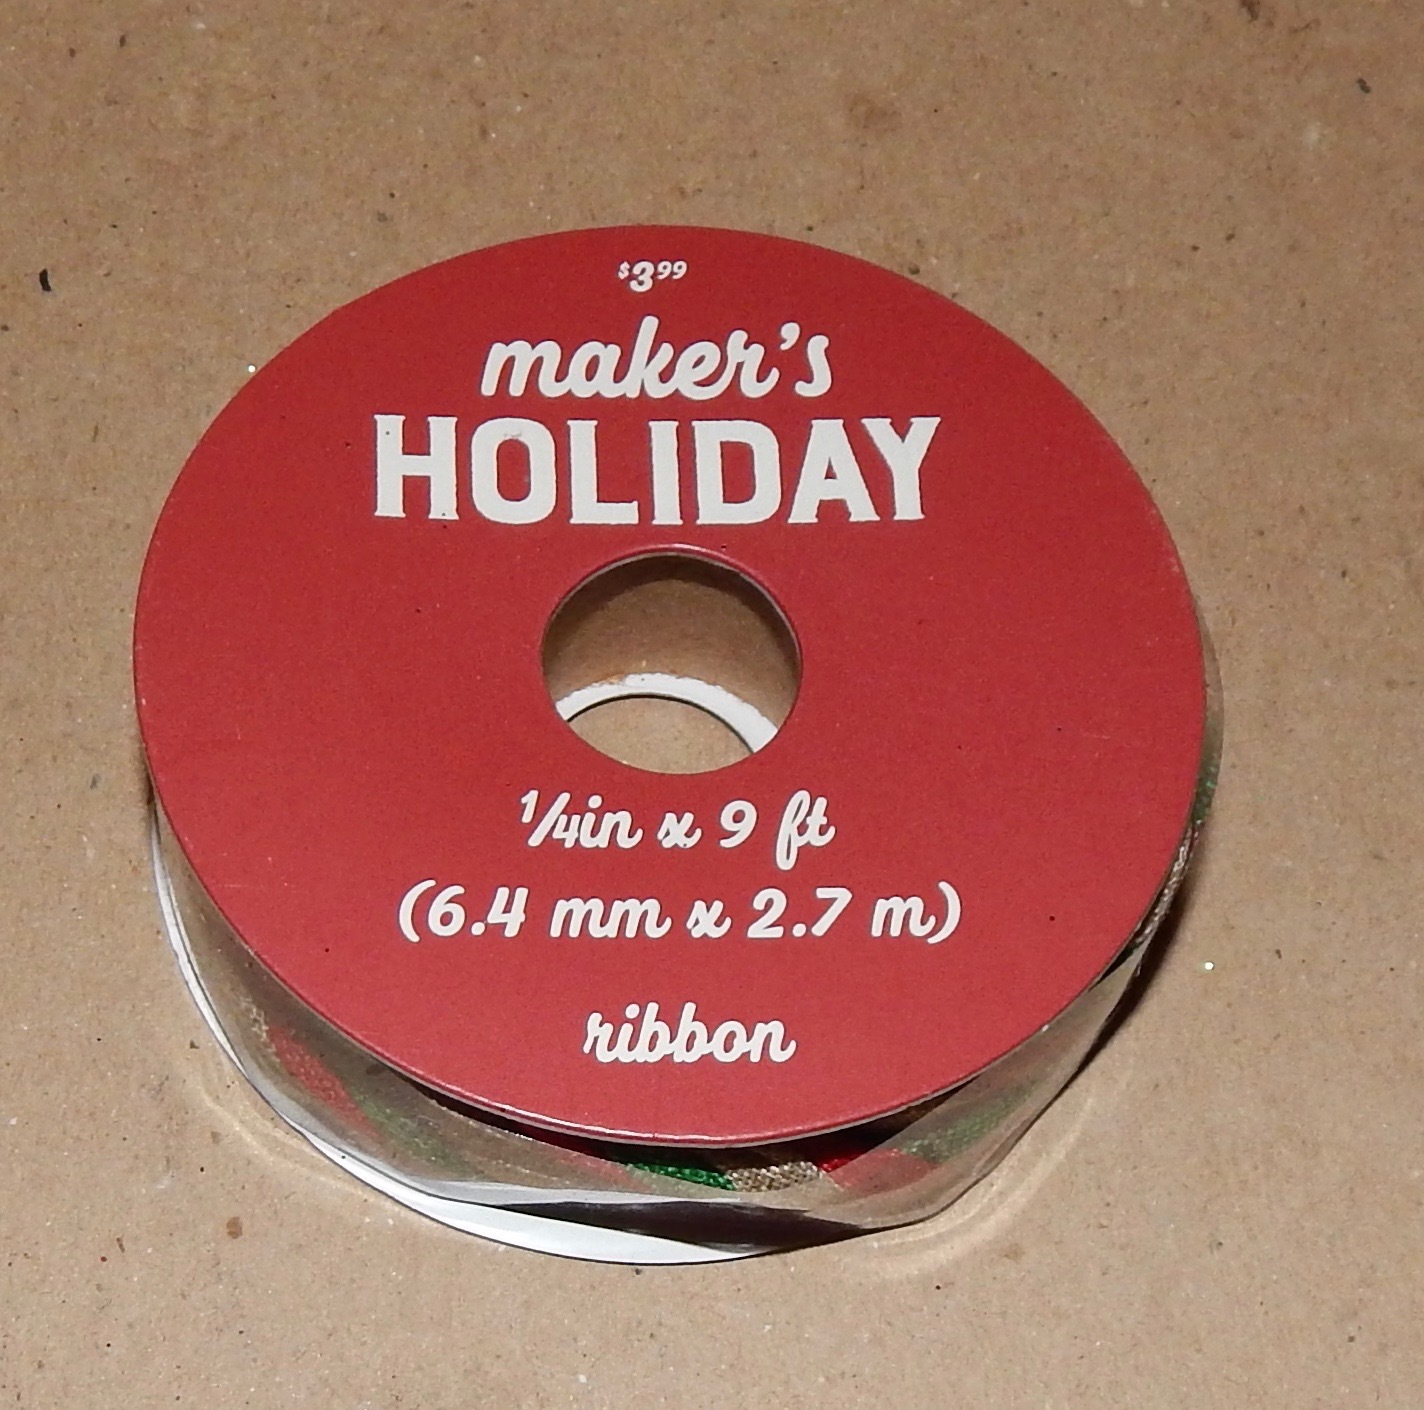 $3.99
maker's
HOLIDAY
1/4in x 9 ft
(6.4 mm x 2.7 m)
ribbon